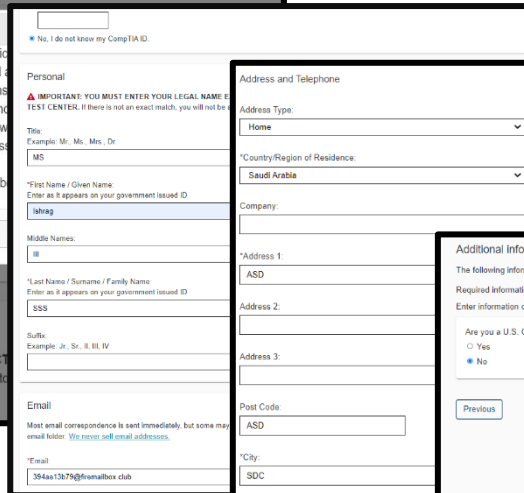 No, I do not know my CompTIA ID.
Personal
IMPORTANT: YOU MUST ENTER YOUR LEGAL NAME
TEST CENTER. If there is not an exact match, you will not be
Title:
Example: Mr., Ms., Mrs., Dr.
MS
*First Name / Given Name:
Enter as it appears on your government issued ID
Ishrag
Middle Names:
III
*Last Name / Surname / Family Name:
Enter as it appears on your government issued ID
SSS
Suffix:
Example: Jr., Sr., II, III, IV
Email
Most email correspondence is sent immediately, but some may
email folder. We never sell email addresses.
*Email:
394ae13b79@firemailbox.club
Address and Telephone
Address Type:
Home
*Country/Region of Residence:
Saudi Arabia
Company:
*Address 1:
ASD
Address 2:
Address 3:
Post Code:
ASD
*City:
SDC
Additional Info
The following infor
Required informati
Enter information o
Are you a U.S.
Yes
No
Previous